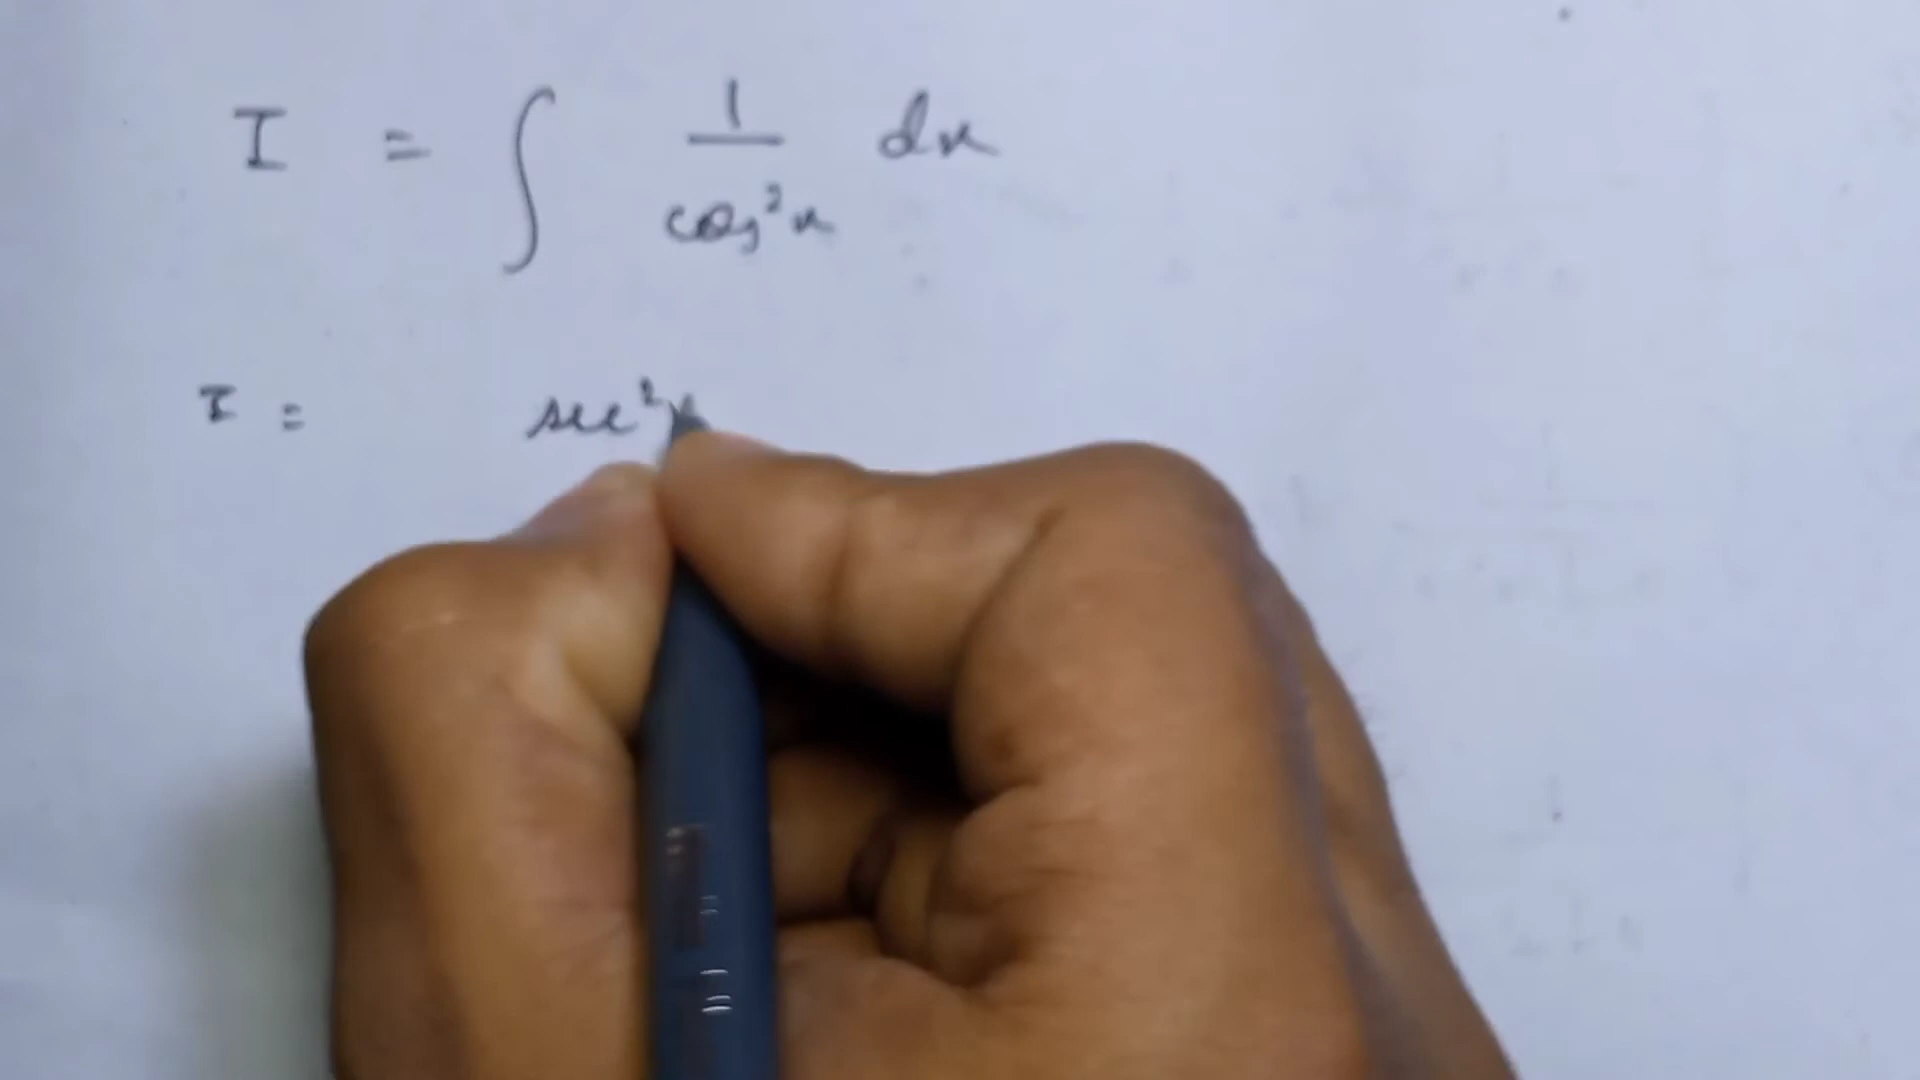 I = ∫ 1/cos²x dx
I = sec²x